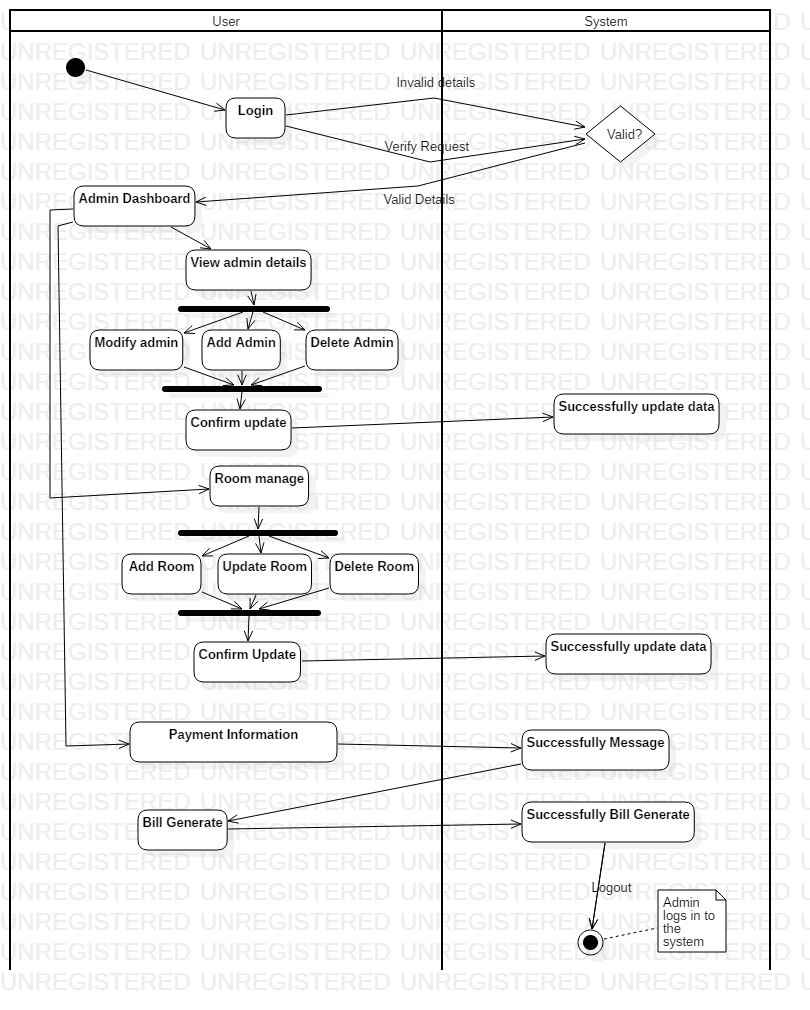 User
System
Invalid details
Login
Valid?
Verify Request
Admin Dashboard
Valid Details
View admin details
Modify admin
Add Admin
Delete Admin
Successfully update data
Confirm update
Room manage
Add Room
Update Room
Delete Room
Successfully update data
Confirm Update
Payment Information
Successfully Message
Successfully Bill Generate
Bill Generate
Logout
Admin
logs in to
the
system
UNREGISTERED